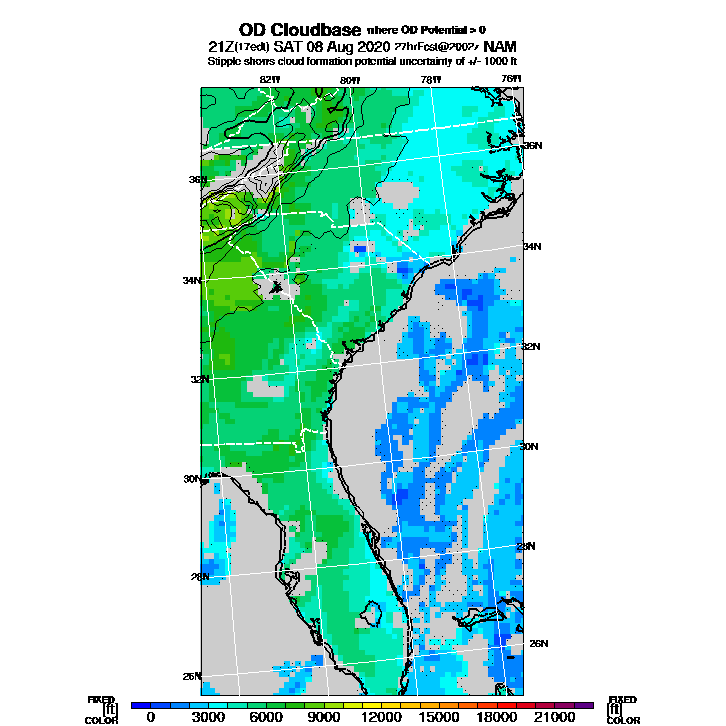 OD Cloudbase where OD Potential > 0
21Z(17edt) SAT 08 Aug 2020 27hrFcst@2002z NAM
Stipple shows cloud formation potential uncertainty of +/- 1000 ft
82W 80W 78W 76W
36N
36N
34N
34N
32N
32N
30N
30N
28N
28N
26N
26N
FIXED FIXED
[ft] [ft]
COLOR COLOR
0 3000 6000 9000 12000 15000 18000 21000